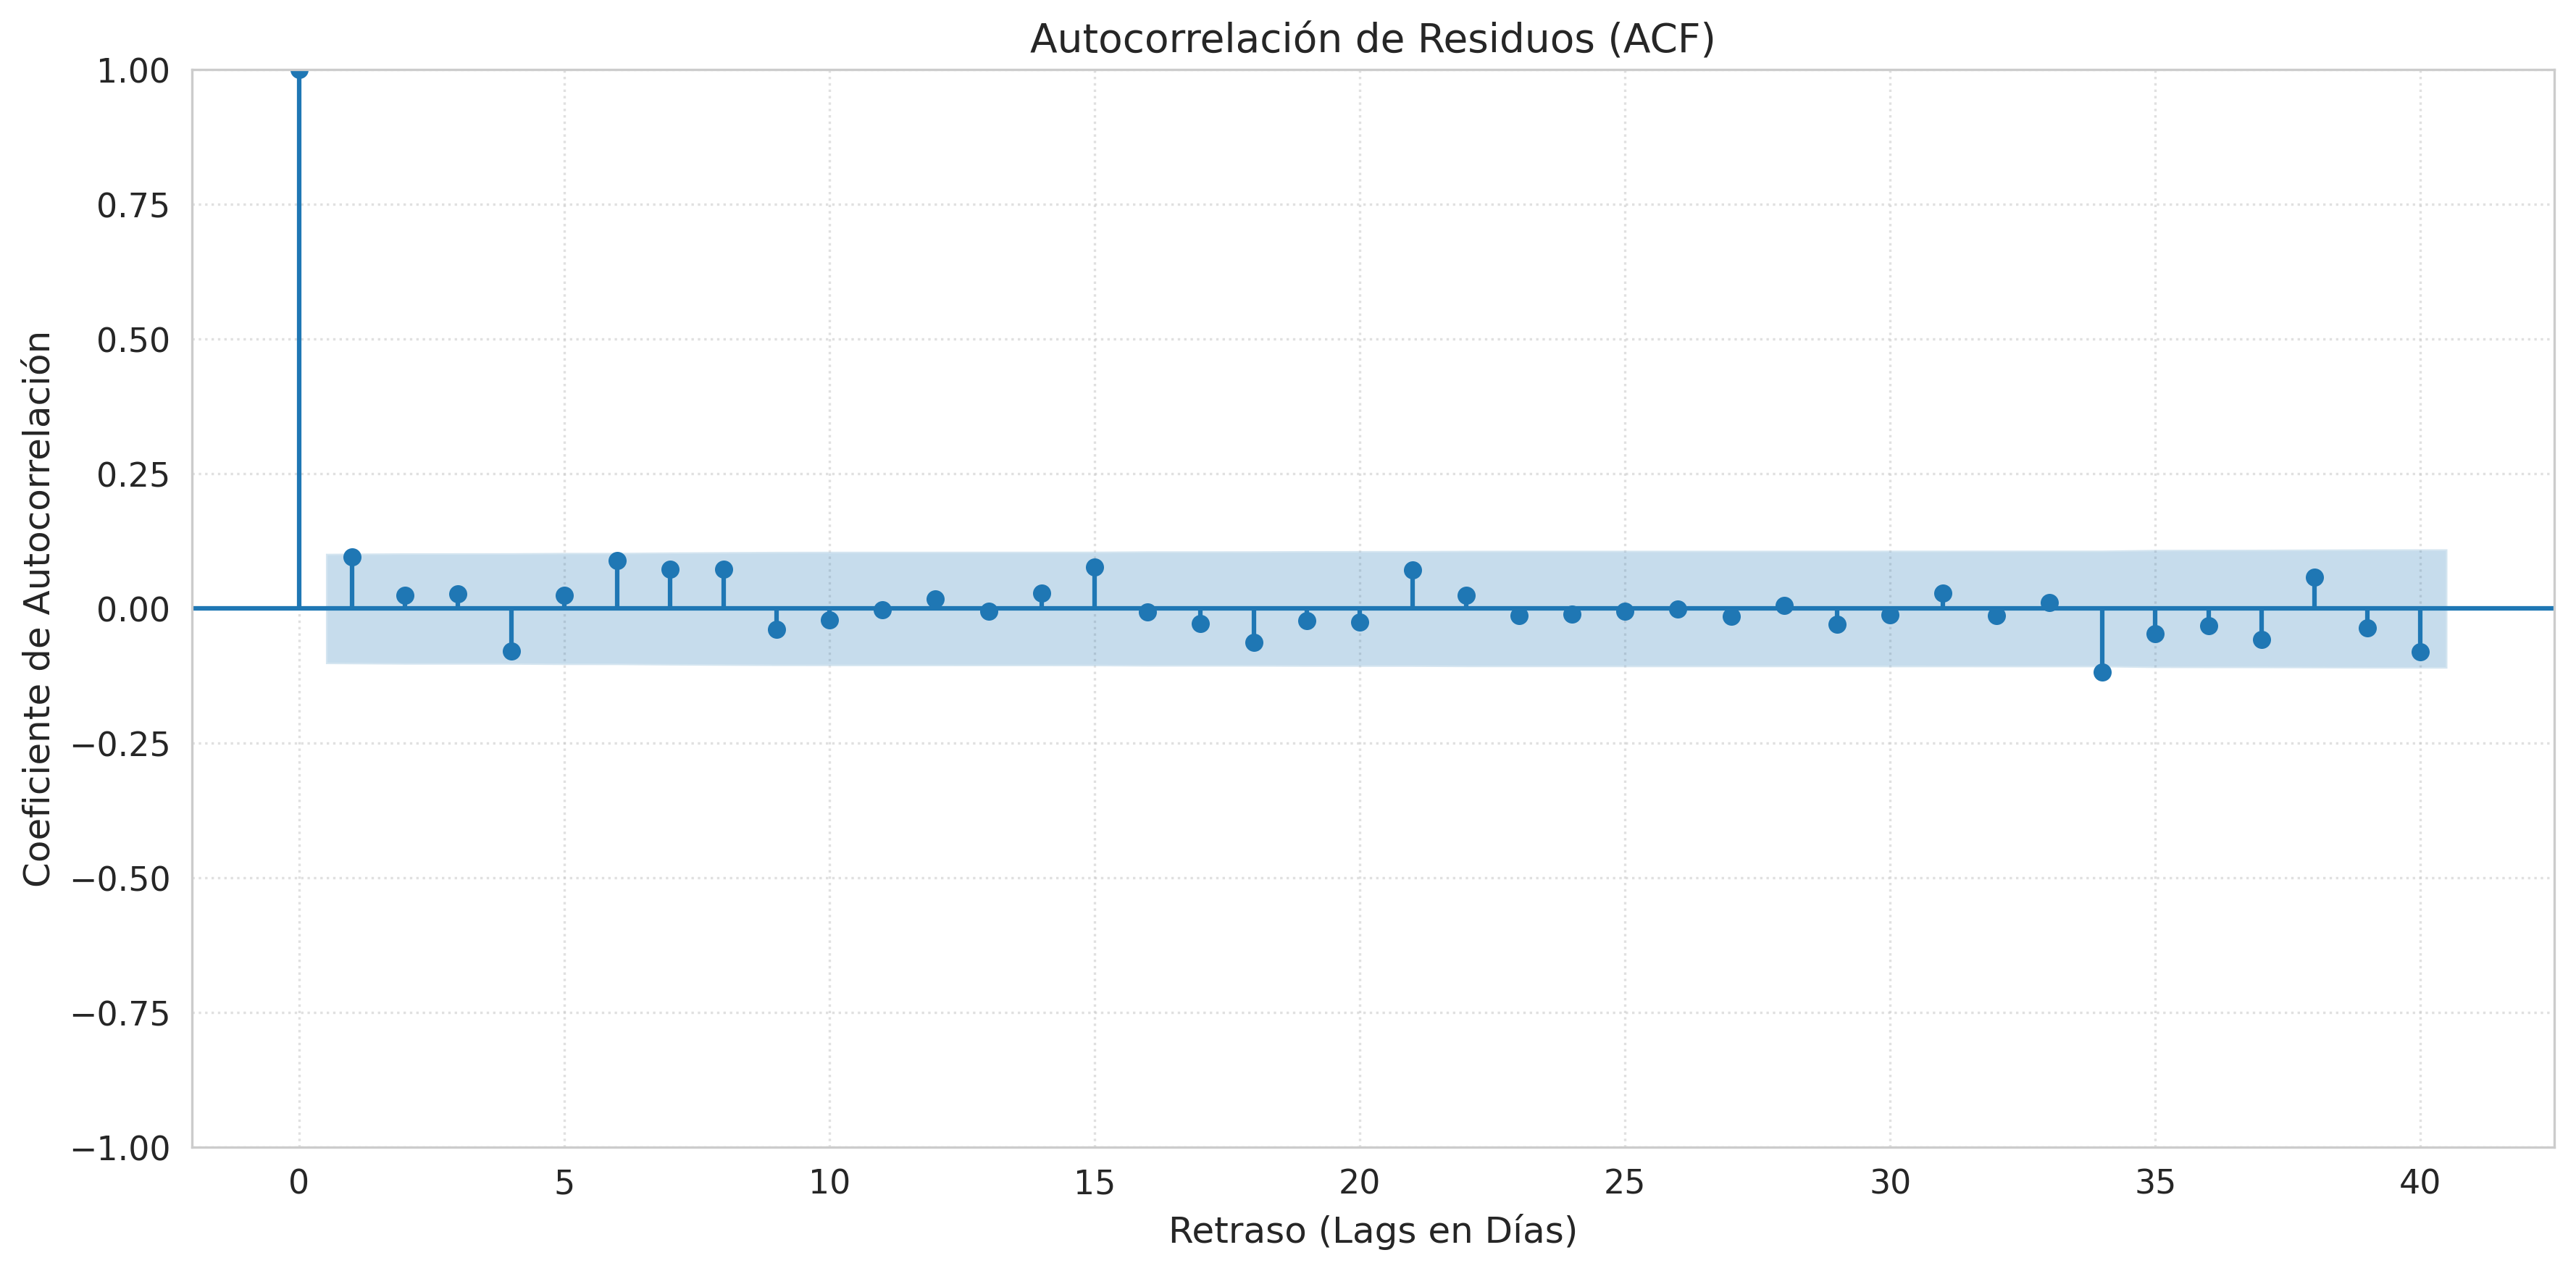 Autocorrelación de Residuos (ACF)
1.00
0.75
0.50
0.25
0.00
−0.25
−0.50
−0.75
−1.00
Coeficiente de Autocorrelación
0 5 10 15 20 25 30 35 40
Retraso (Lags en Días)